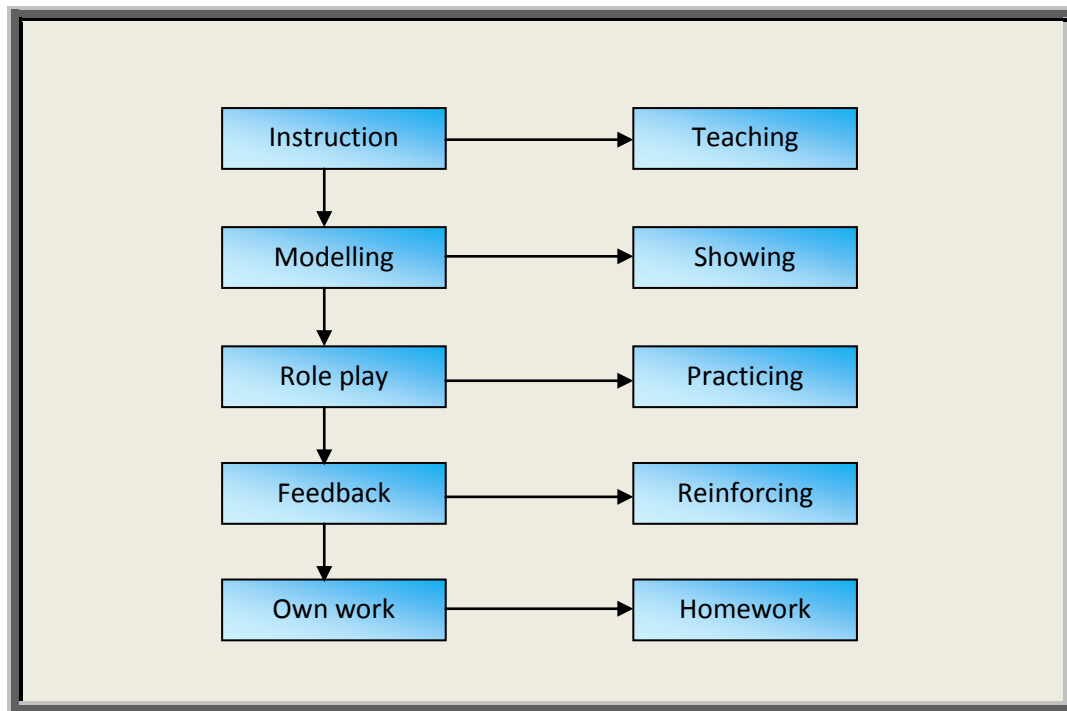 Instruction
Teaching
Modelling
Showing
Role play
Practicing
Feedback
Reinforcing
Own work
Homework